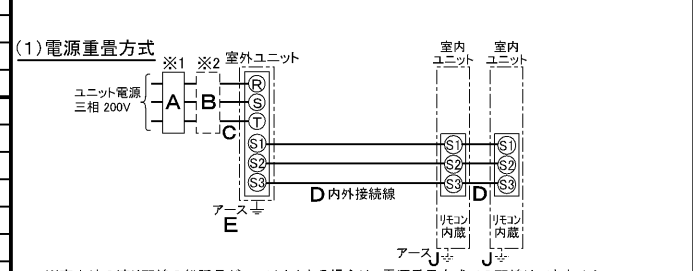 (1)電源重畳方式
※1 ※2 室外ユニット
室内ユニット
室内ユニット
ユニット電源
三相 200V
A
B
C
R
S
T
S1
S2
S3
S1
S2
S3
S1
S2
S3
D 内外接続線
D
アース
E
リモコン内蔵
リモコン内蔵
アース J
J